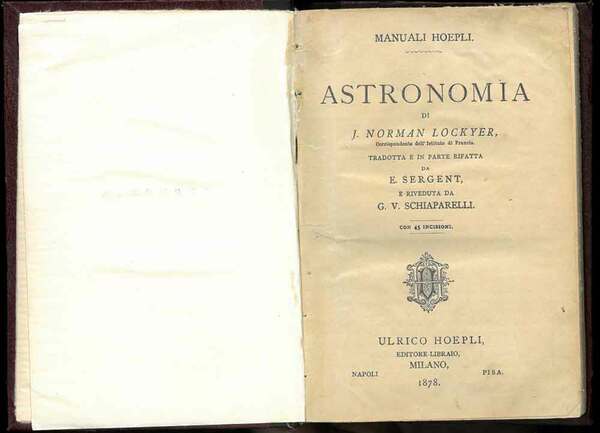 MANUALI HOEPLI.
ASTRONOMIA
DI
J. NORMAN LOCKYER,
Corrispondente dell' Istituto di Francia.
TRADOTTA E IN PARTE RIFATTA
DA
E. SERGENT,
E RIVEDUTA DA
G. V. SCHIAPARELLI.
CON 45 INCISIONI.
ULRICO HOEPLI,
EDITORE-LIBRAIO,
MILANO,
NAPOLI PISA.
1878.